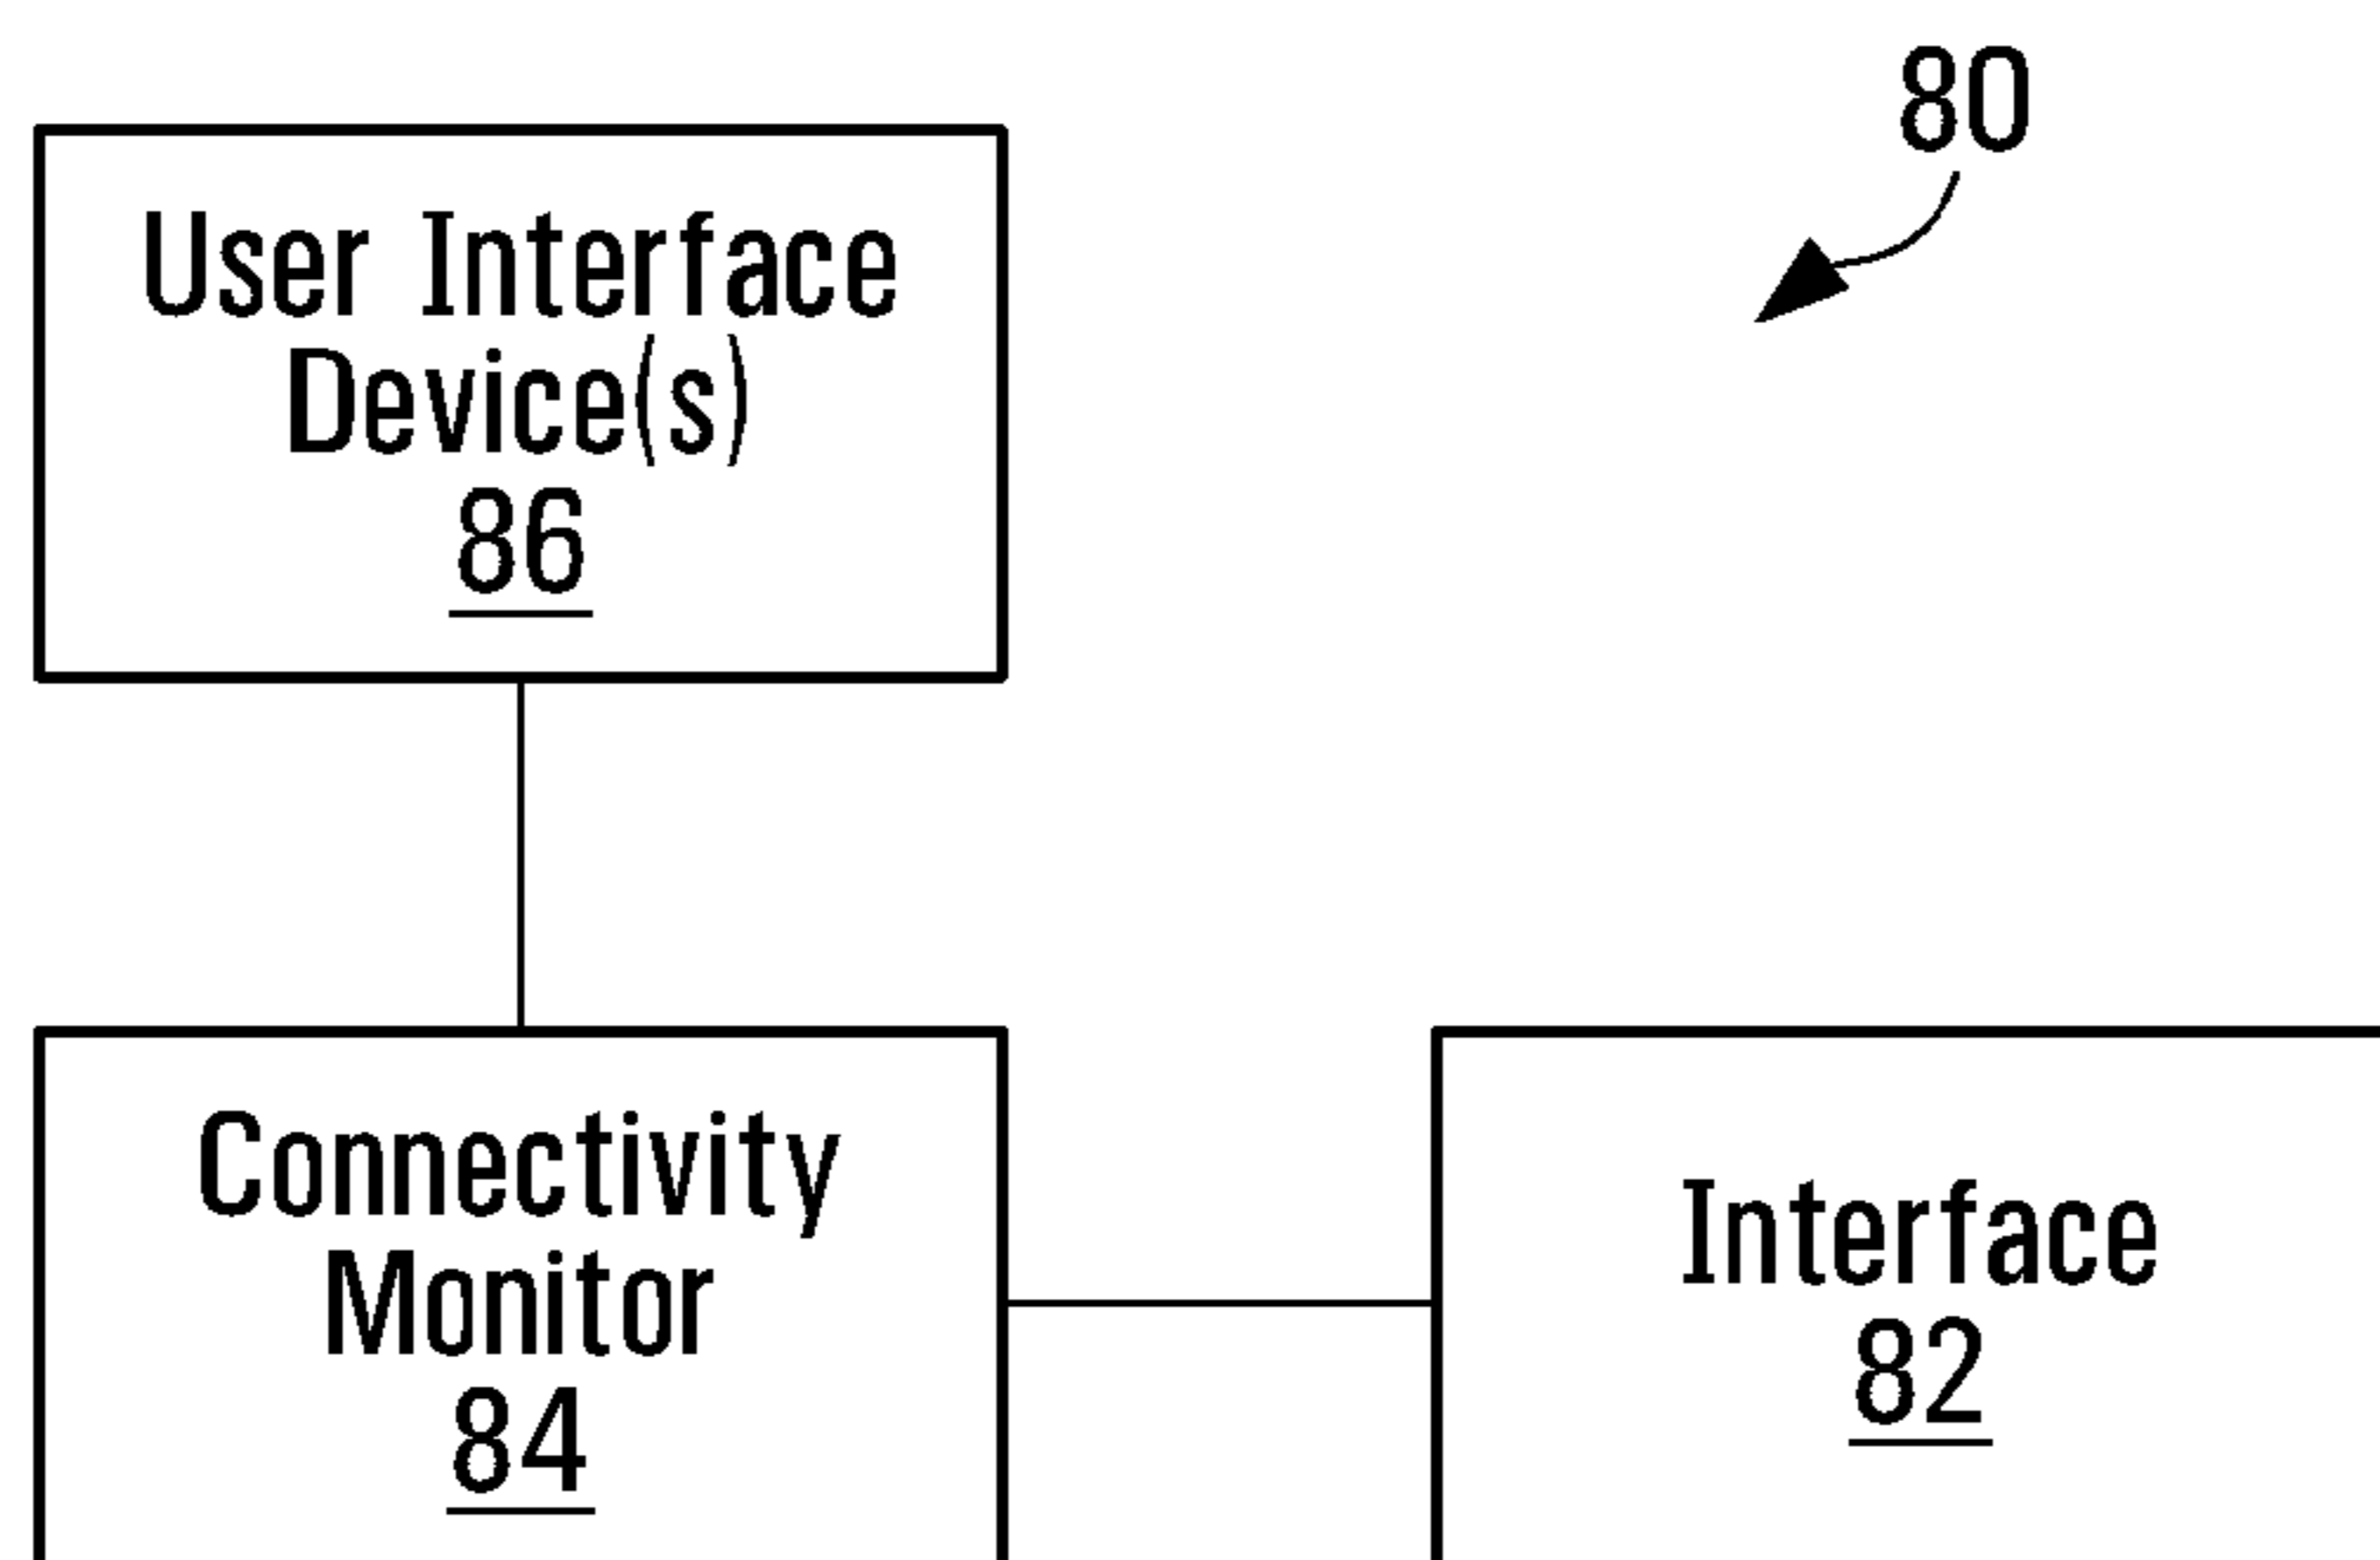 80
User Interface
Device(s)
86
Connectivity
Monitor
84
Interface
82